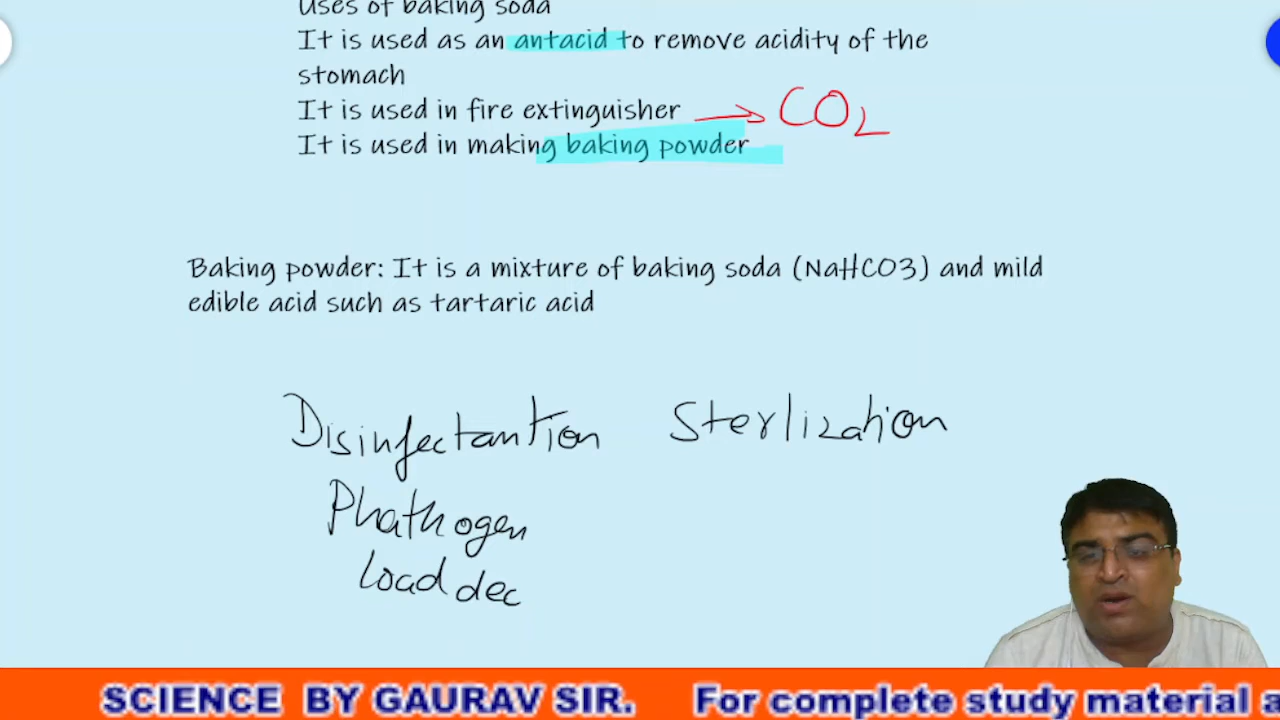 Uses of baking soda
It is used as an antacid to remove acidity of the
stomach
It is used in fire extinguisher → CO2
It is used in making baking powder
Baking powder: It is a mixture of baking soda (NaHCO3) and mild
edible acid such as tartaric acid
Disinfectantion Sterlization
Phathogen
Load dec
SCIENCE BY GAURAV SIR. For complete study material a